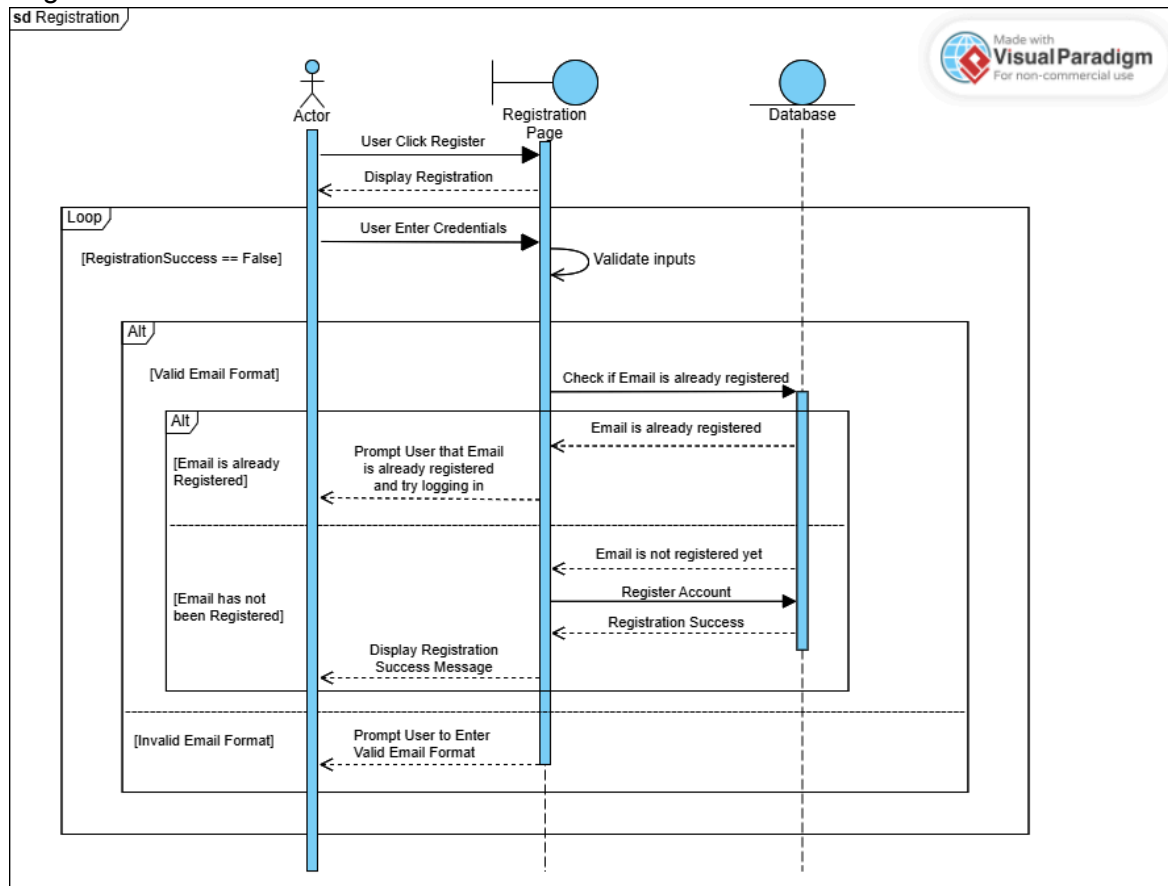 sd Registration
Made with
Visual Paradigm
For non-commercial use
Actor
Registration
Page
Database
User Click Register
Display Registration
Loop
User Enter Credentials
[RegistrationSuccess == False]
Validate inputs
Alt
[Valid Email Format]
Check if Email is already registered
Alt
Email is already registered
[Email is already
Registered]
Prompt User that Email
is already registered
and try logging in
Email is not registered yet
[Email has not
been Registered]
Register Account
Registration Success
Display Registration
Success Message
[Invalid Email Format]
Prompt User to Enter
Valid Email Format